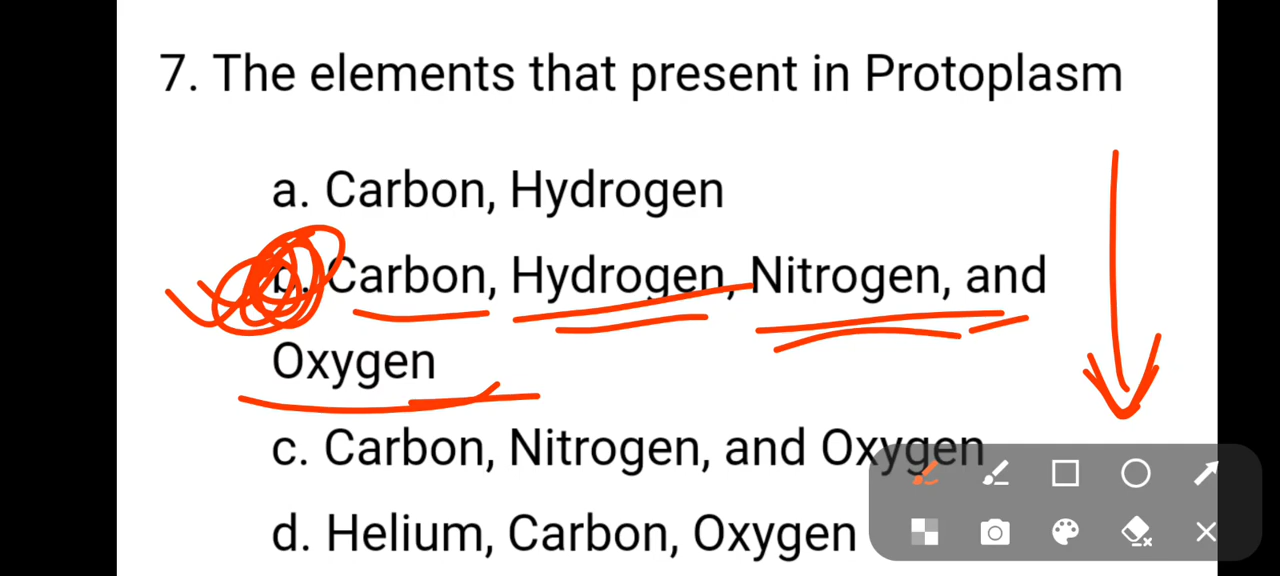 7. The elements that present in Protoplasm
a. Carbon, Hydrogen
b. Carbon, Hydrogen, Nitrogen, and
Oxygen
c. Carbon, Nitrogen, and Oxygen
d. Helium, Carbon, Oxygen